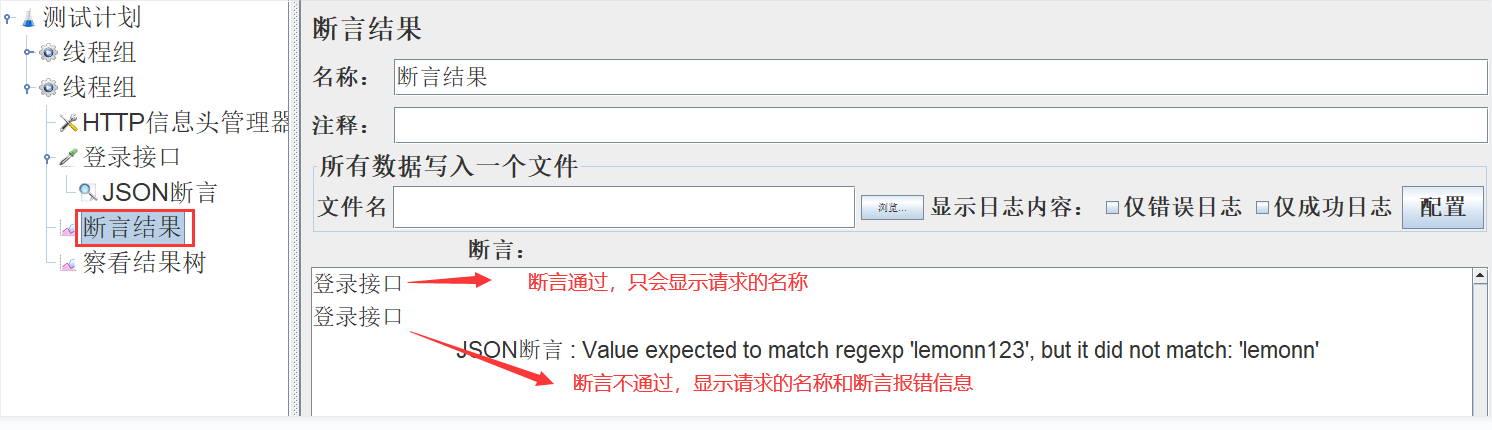 测试计划
线程组
线程组
HTTP信息头管理器
登录接口
JSON断言
断言结果
察看结果树
断言结果
名称： 断言结果
注释：
所有数据写入一个文件
文件名 浏览... 显示日志内容： 仅错误日志 仅成功日志 配置
断言：
登录接口 断言通过，只会显示请求的名称
登录接口
JSON断言 : Value expected to match regexp 'lemonn123', but it did not match: 'lemonn'
断言不通过，显示请求的名称和断言报错信息